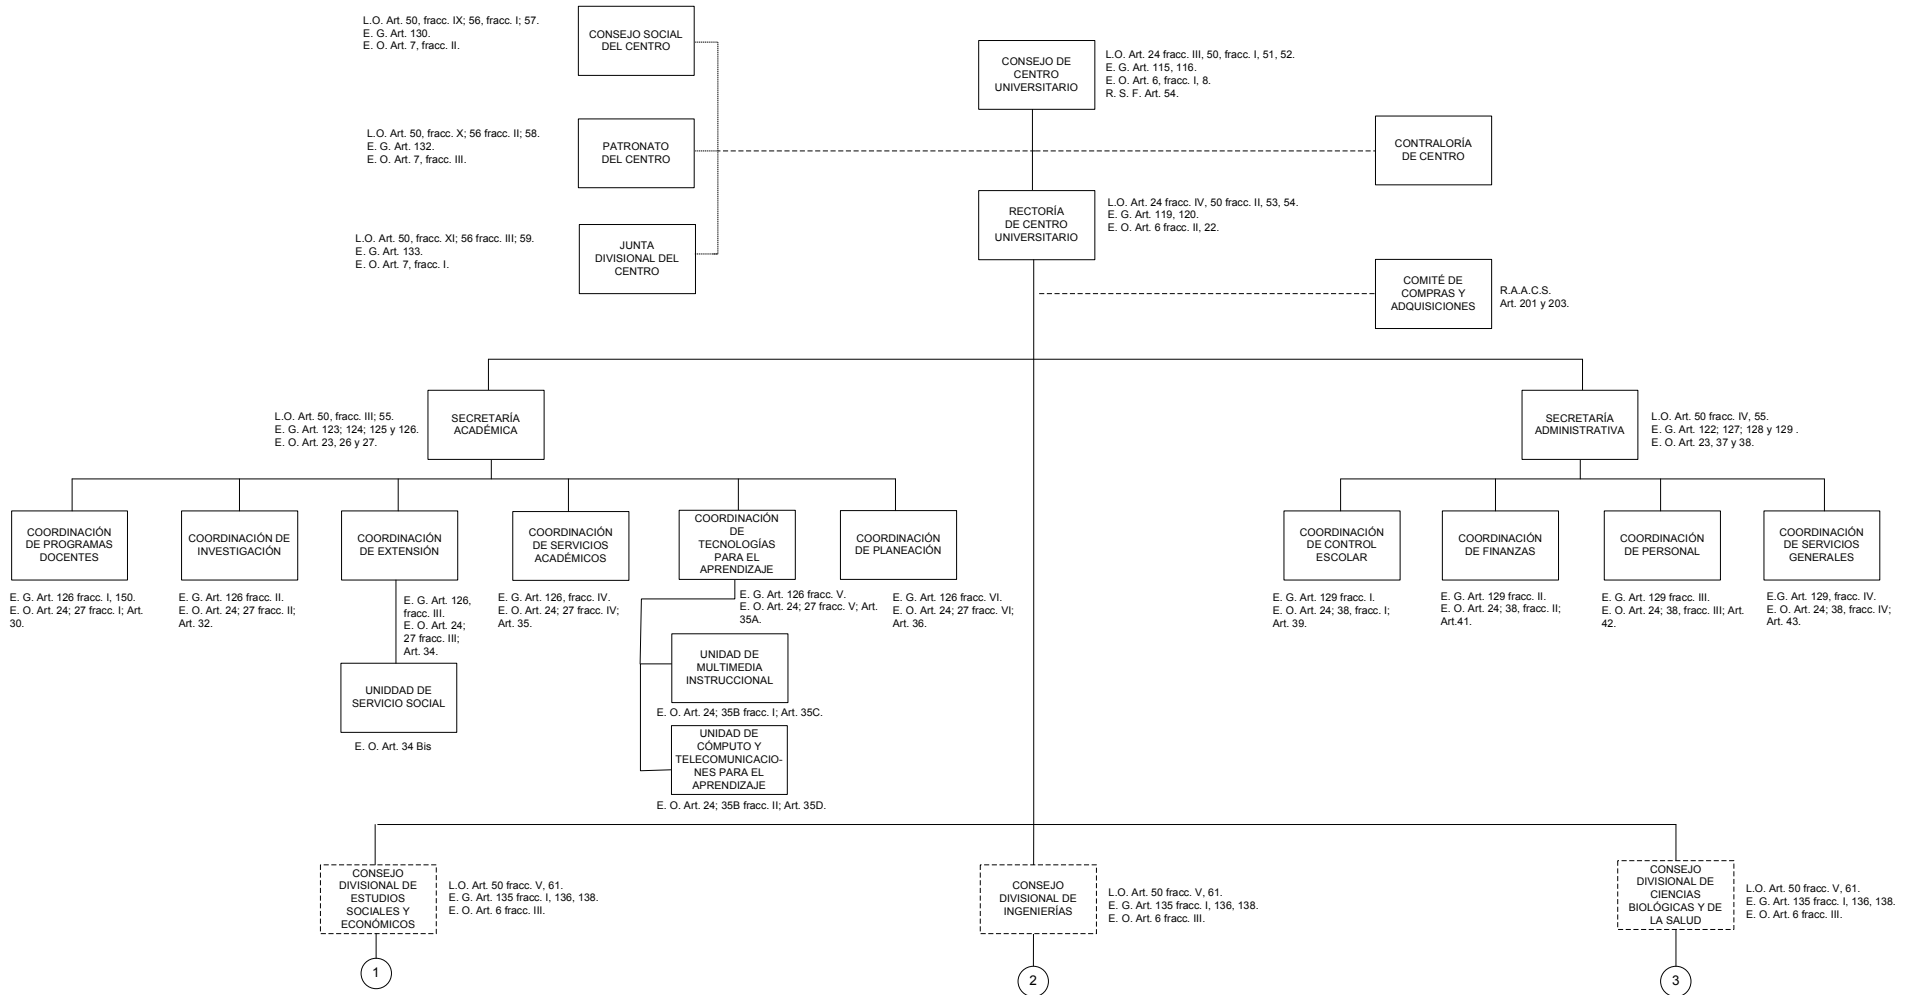 L.O. Art. 50, fracc. IX; 56, fracc. I; 57.
E. G. Art. 130.
E. O. Art. 7, fracc. II.
CONSEJO SOCIAL
DEL CENTRO
CONSEJO DE
CENTRO
UNIVERSITARIO
L.O. Art. 24 fracc. III, 50, fracc. I, 51, 52.
E. G. Art. 115, 116.
E. O. Art. 6, fracc. I, 8.
R. S. F. Art. 54.
L.O. Art. 50, fracc. X; 56 fracc. II; 58.
E. G. Art. 132.
E. O. Art. 7, fracc. III.
PATRONATO
DEL CENTRO
CONTRALORÍA
DE CENTRO
RECTORÍA
DE CENTRO
UNIVERSITARIO
L.O. Art. 24 fracc. IV, 50 fracc. II, 53, 54.
E. G. Art. 119, 120.
E. O. Art. 6 fracc. II, 22.
L.O. Art. 50, fracc. XI; 56 fracc. III; 59.
E. G. Art. 133.
E. O. Art. 7, fracc. I.
JUNTA
DIVISIONAL DEL
CENTRO
COMITÉ DE
COMPRAS Y
ADQUISICIONES
R.A.A.C.S.
Art. 201 y 203.
L.O. Art. 50, fracc. III; 55.
E. G. Art. 123; 124; 125 y 126.
E. O. Art. 23, 26 y 27.
SECRETARÍA
ACADÉMICA
SECRETARÍA
ADMINISTRATIVA
L.O. Art. 50 fracc. IV, 55.
E. G. Art. 122; 127; 128 y 129 .
E. O. Art. 23, 37 y 38.
COORDINACIÓN
DE PROGRAMAS
DOCENTES
COORDINACIÓN DE
INVESTIGACIÓN
COORDINACIÓN
DE EXTENSIÓN
COORDINACIÓN
DE SERVICIOS
ACADÉMICOS
COORDINACIÓN
DE
TECNOLOGÍAS
PARA EL
APRENDIZAJE
COORDINACIÓN
DE PLANEACIÓN
COORDINACIÓN
DE CONTROL
ESCOLAR
COORDINACIÓN
DE FINANZAS
COORDINACIÓN
DE PERSONAL
COORDINACIÓN
DE SERVICIOS
GENERALES
E. G. Art. 126 fracc. I, 150.
E. O. Art. 24; 27 fracc. I; Art.
30.
E. G. Art. 126 fracc. II.
E. O. Art. 24; 27 fracc. II;
Art. 32.
E. G. Art. 126,
fracc. III.
E. O. Art. 24;
27 fracc. III;
Art. 34.
E. G. Art. 126, fracc. IV.
E. O. Art. 24; 27 fracc. IV;
Art. 35.
E. G. Art. 126 fracc. V.
E. O. Art. 24; 27 fracc. V; Art.
35A.
E. G. Art. 126 fracc. VI.
E. O. Art. 24; 27 fracc. VI;
Art. 36.
E. G. Art. 129 fracc. I.
E. O. Art. 24; 38, fracc. I;
Art. 39.
E. G. Art. 129 fracc. II.
E. O. Art. 24; 38, fracc. II;
Art.41.
E. G. Art. 129 fracc. III.
E. O. Art. 24; 38, fracc. III; Art.
42.
E.G. Art. 129, fracc. IV.
E. O. Art. 24; 38, fracc. IV;
Art. 43.
UNIDDAD DE
SERVICIO SOCIAL
E. O. Art. 34 Bis
UNIDAD DE
MULTIMEDIA
INSTRUCCIONAL
E. O. Art. 24; 35B fracc. I; Art. 35C.
UNIDAD DE
CÓMPUTO Y
TELECOMUNICACIO-
NES PARA EL
APRENDIZAJE
E. O. Art. 24; 35B fracc. II; Art. 35D.
CONSEJO
DIVISIONAL DE
ESTUDIOS
SOCIALES Y
ECONÓMICOS
L.O. Art. 50 fracc. V, 61.
E. G. Art. 135 fracc. I, 136, 138.
E. O. Art. 6 fracc. III.
CONSEJO
DIVISIONAL DE
INGENIERÍAS
L.O. Art. 50 fracc. V, 61.
E. G. Art. 135 fracc. I, 136, 138.
E. O. Art. 6 fracc. III.
CONSEJO
DIVISIONAL DE
CIENCIAS
BIOLÓGICAS Y DE
LA SALUD
L.O. Art. 50 fracc. V, 61.
E. G. Art. 135 fracc. I, 136, 138.
E. O. Art. 6 fracc. III.
1
2
3